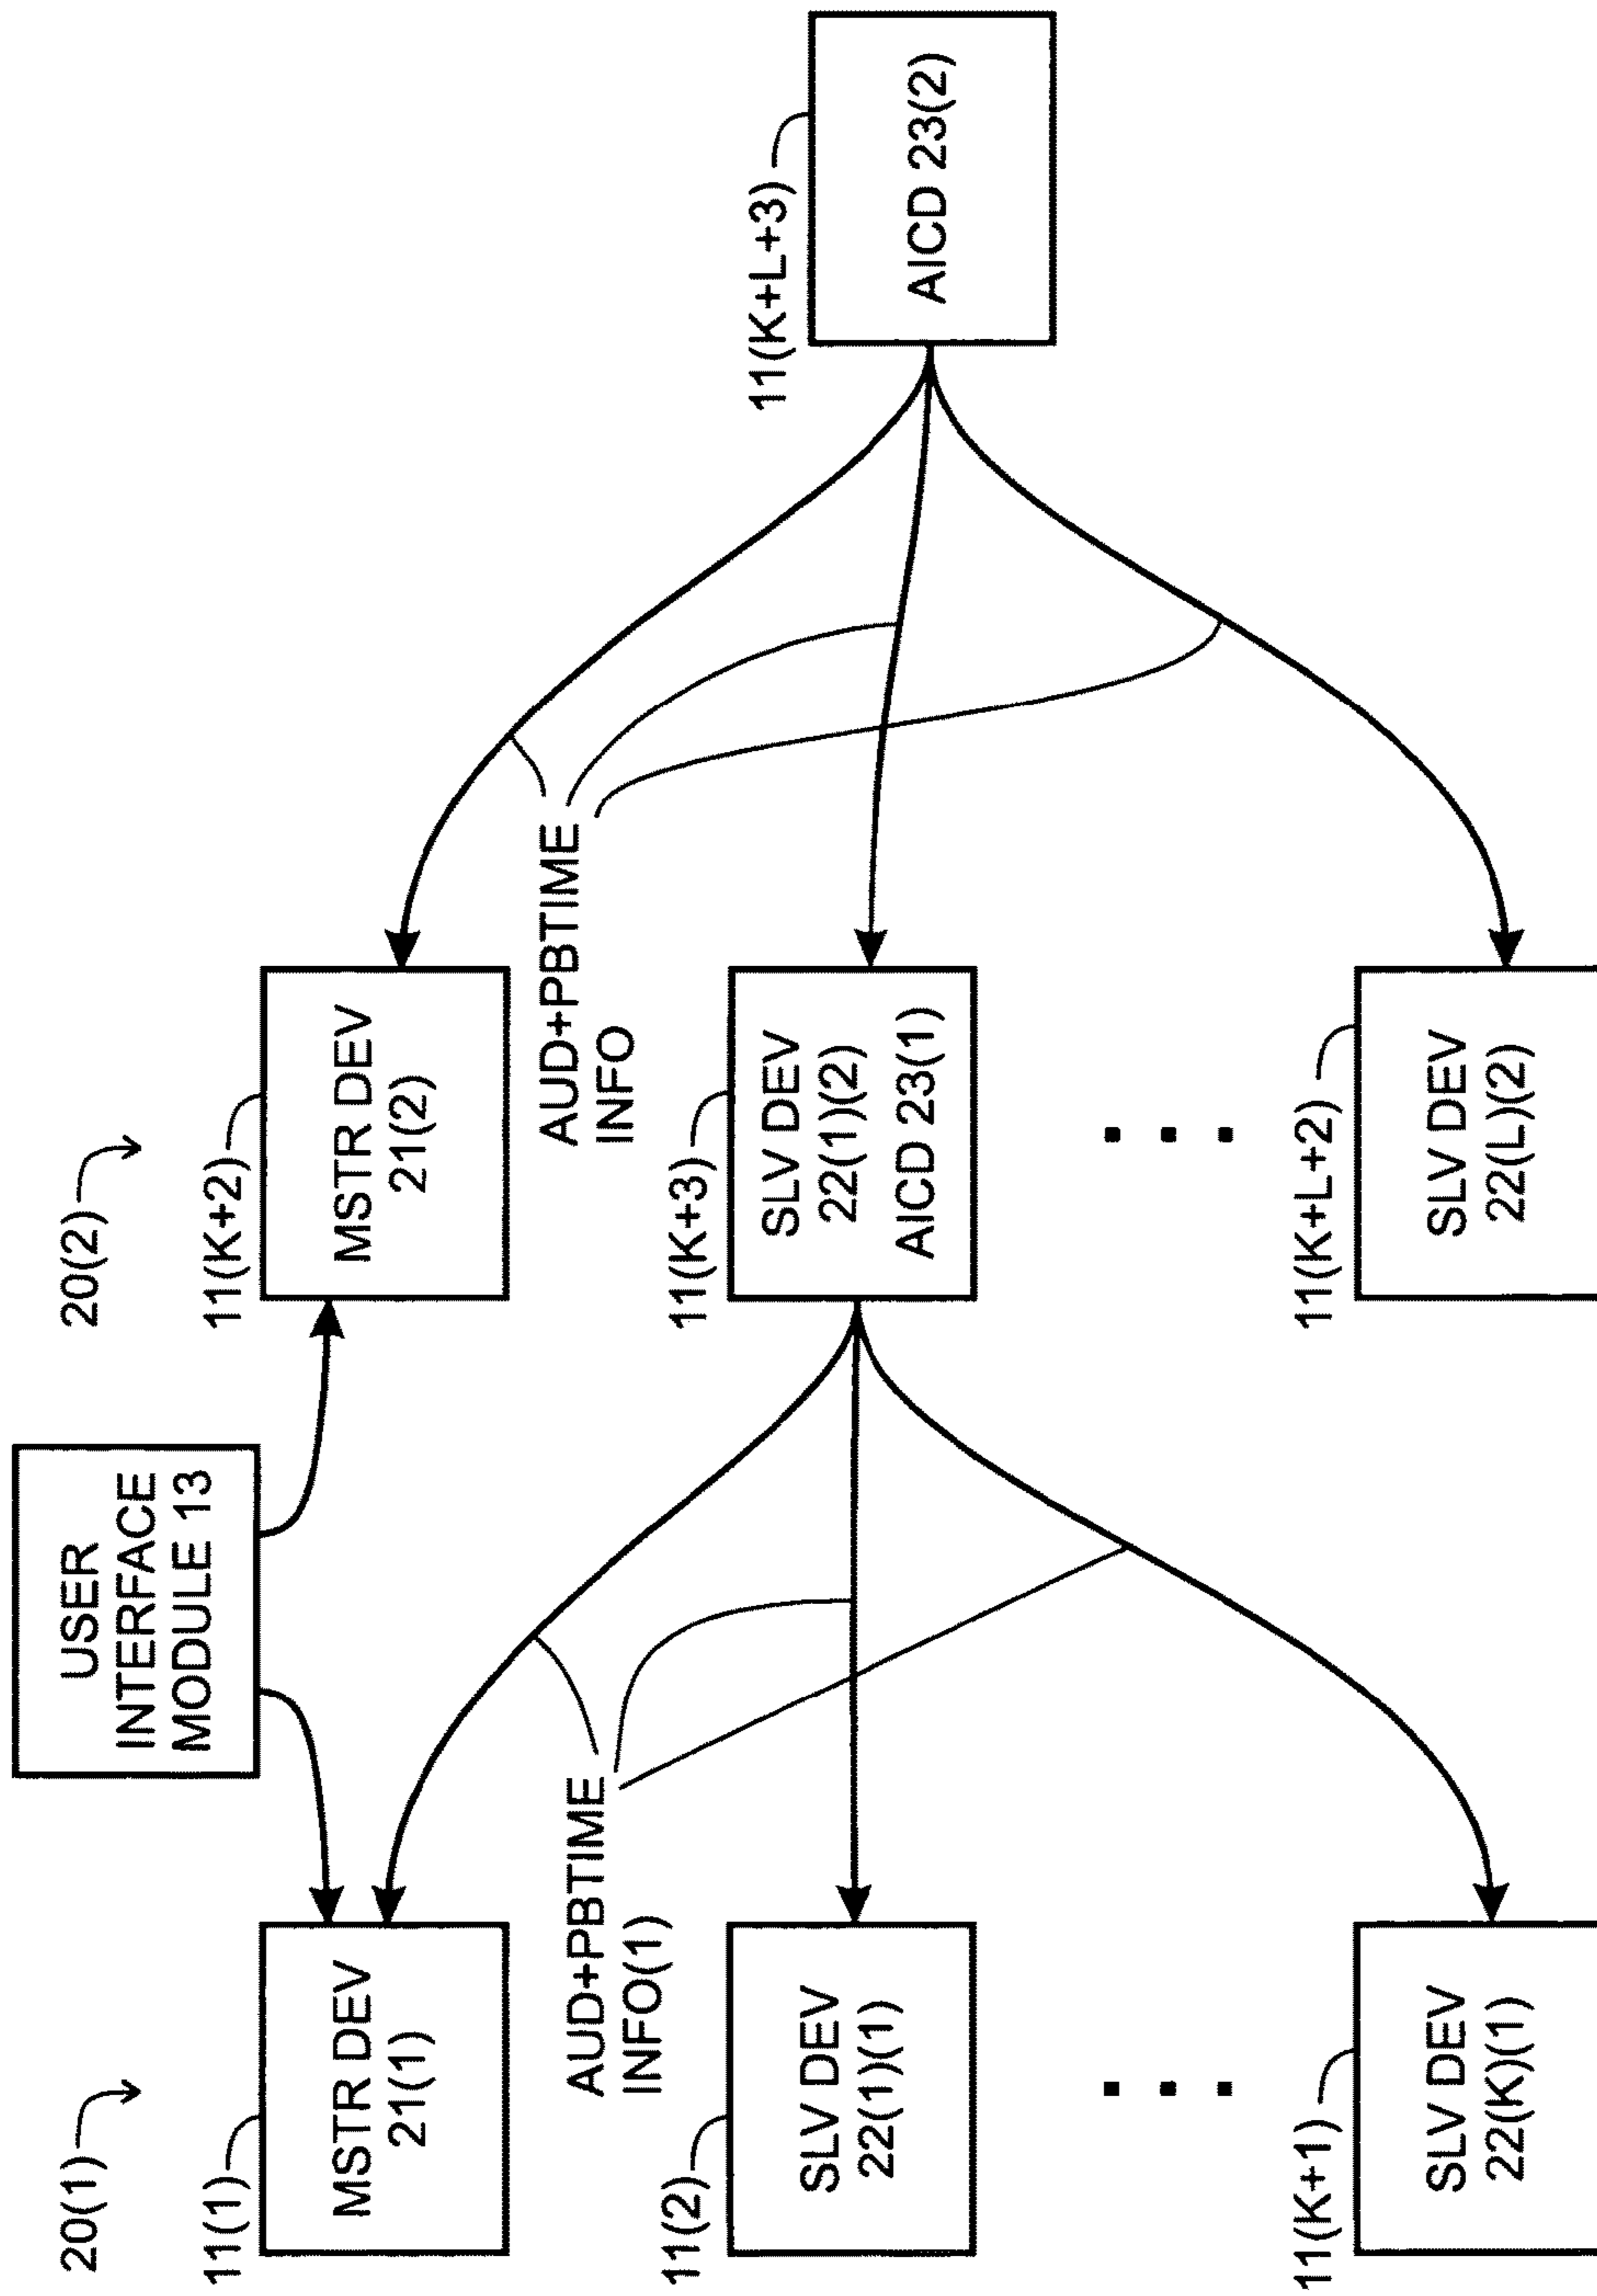 USER
INTERFACE
MODULE 13
20(1)
20(2)
11(1)
MSTR DEV
21(1)
11(K+2)
MSTR DEV
21(2)
AUD+PBTIME
INFO(1)
AUD+PBTIME
INFO
11(2)
SLV DEV
22(1)(1)
11(K+3)
SLV DEV
22(1)(2)
AICD 23(1)
11(K+L+3)
AICD 23(2)
11(K+1)
SLV DEV
22(K)(1)
11(K+L+2)
SLV DEV
22(L)(2)